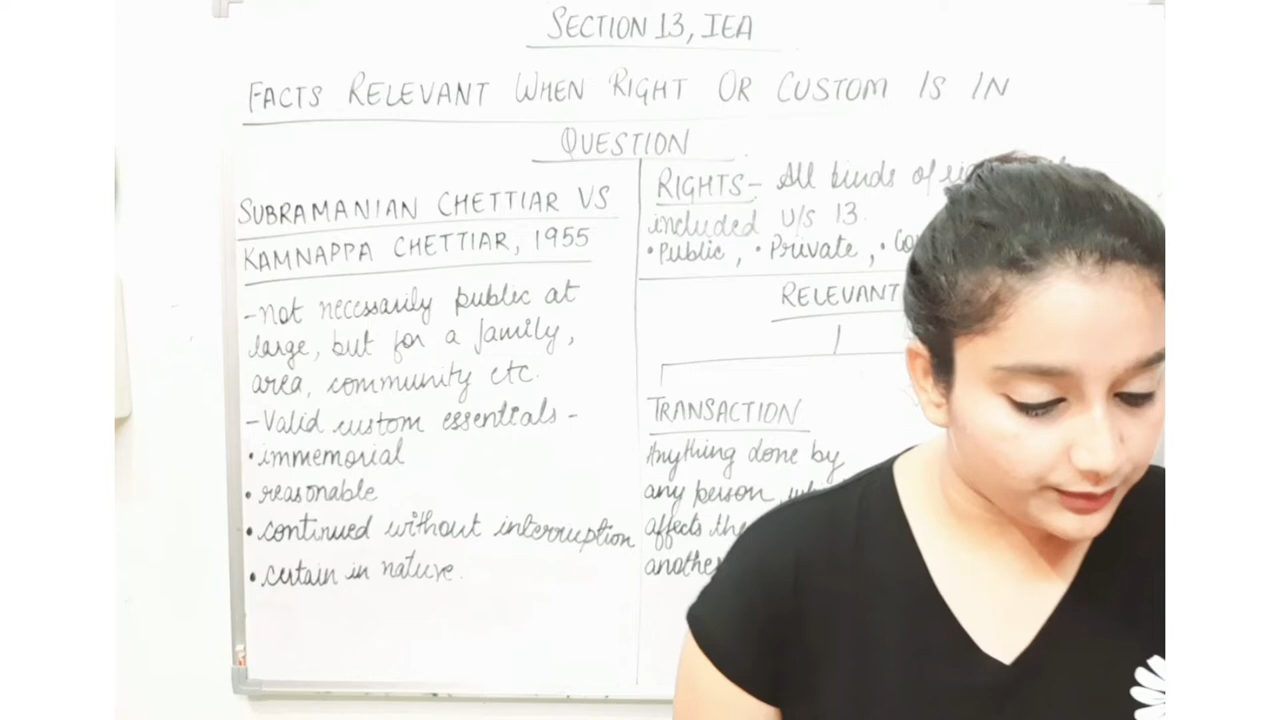 SECTION 13, IEA
FACTS RELEVANT WHEN RIGHT OR CUSTOM IS IN
QUESTION
SUBRAMANIAN CHETTIAR VS
KAMNAPPA CHETTIAR, 1955
- not necessarily public at
large, but for a family,
area, community etc.
- Valid custom essentials -
• immemorial
• reasonable
• continued without interruption
• certain in nature.
RIGHTS - All kinds of
included u/s 13.
• Public, • Private, •
RELEVANT
TRANSACTION
Anything done by
any person
affects the